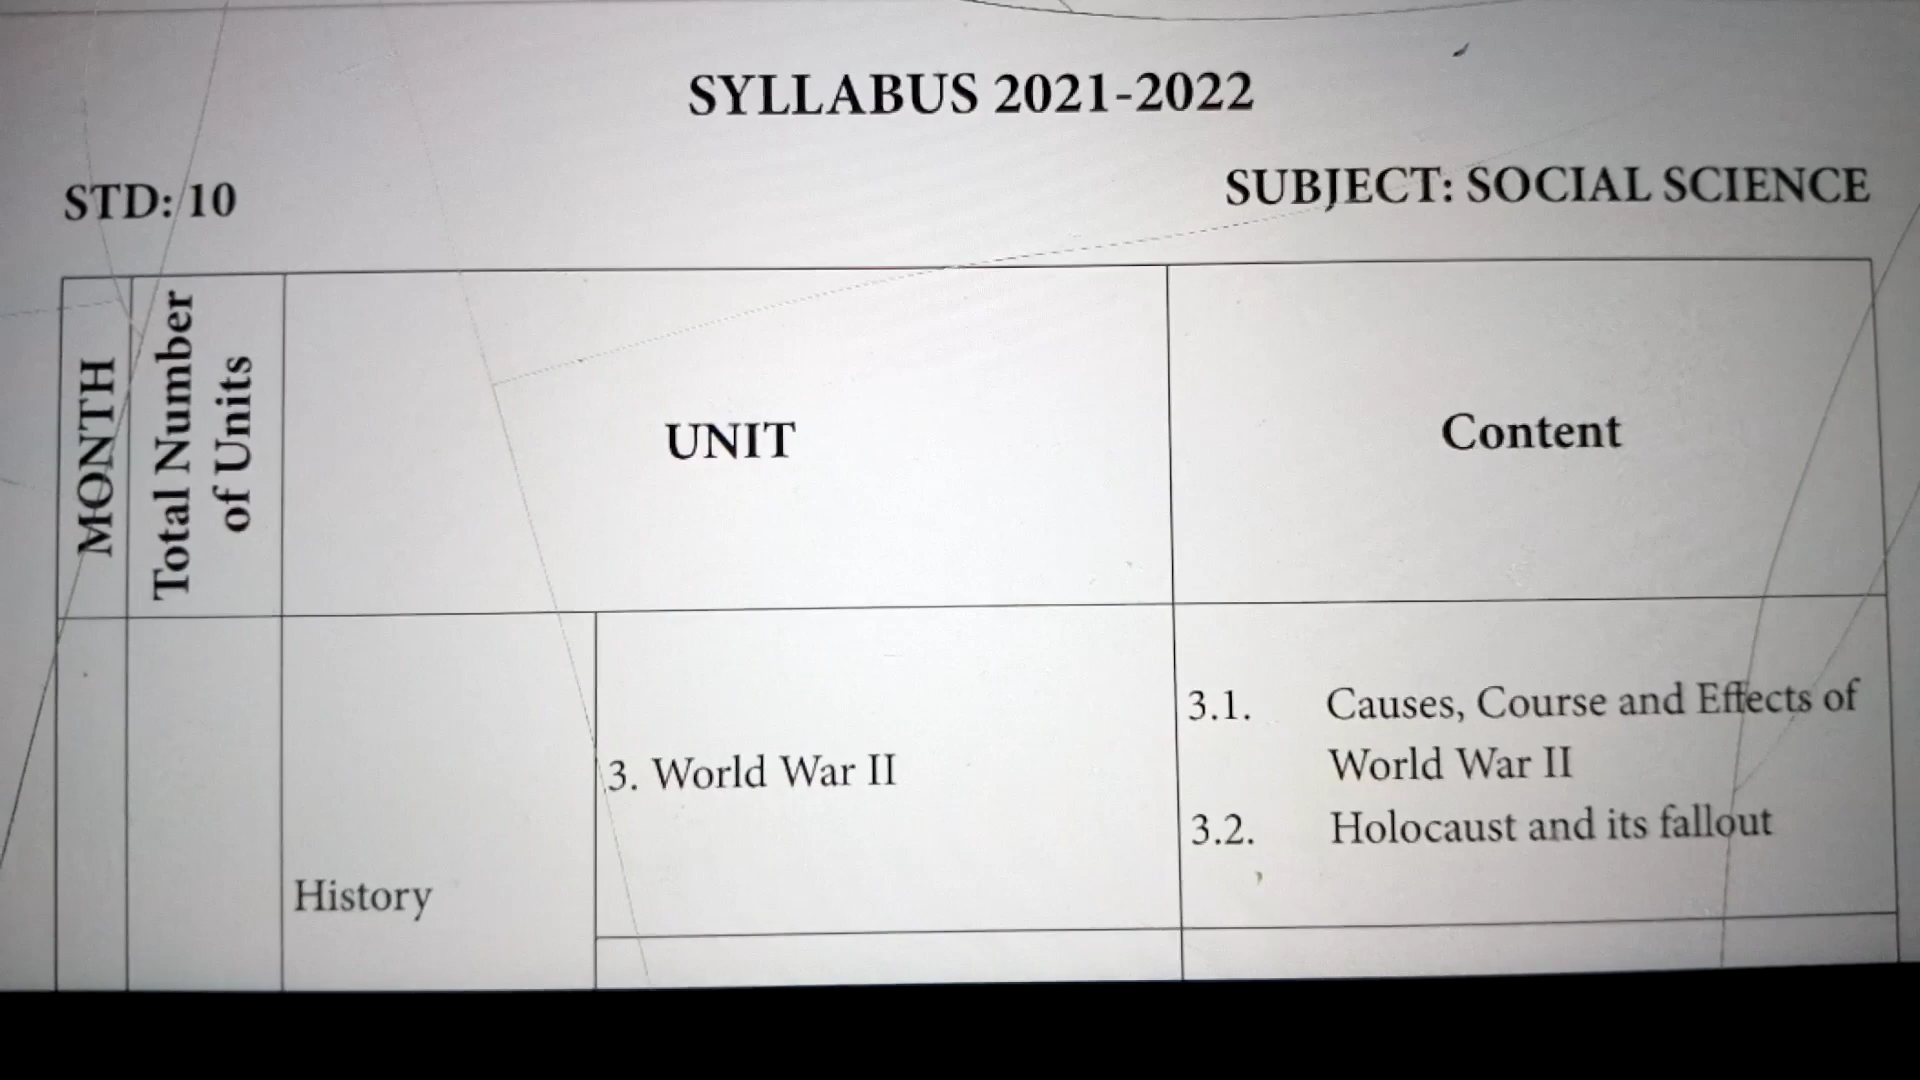 SYLLABUS 2021-2022
STD: 10
SUBJECT: SOCIAL SCIENCE
MONTH
Total Number
of Units
UNIT
Content
History
3. World War II
3.1. Causes, Course and Effects of
World War II
3.2. Holocaust and its fallout